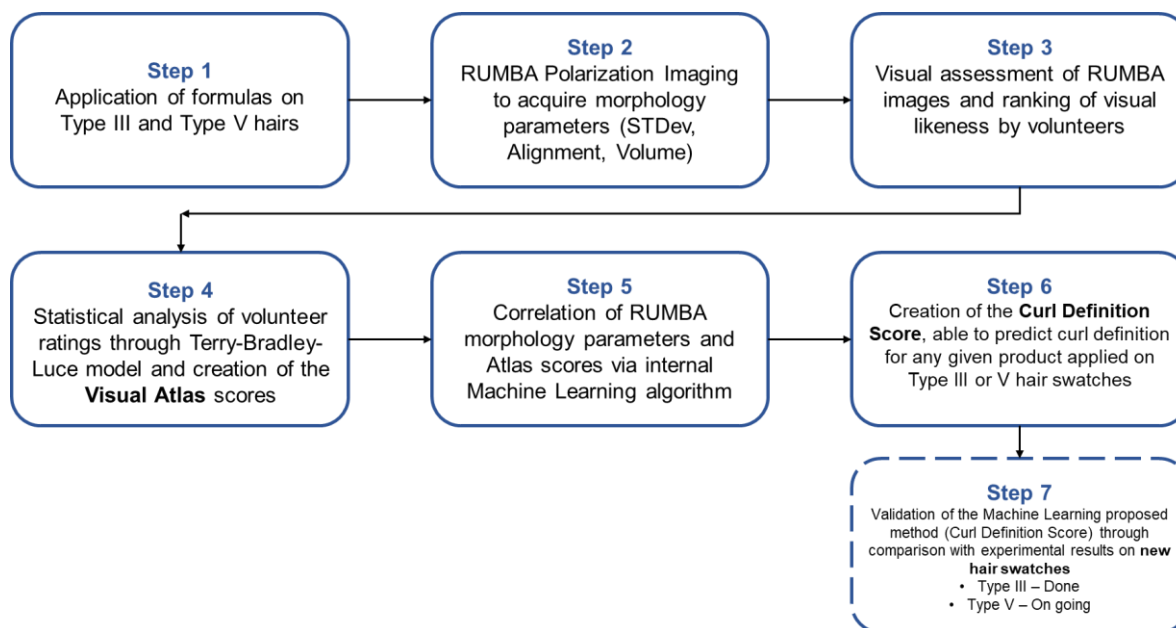 Step 1
Application of formulas on
Type III and Type V hairs
Step 2
RUMBA Polarization Imaging
to acquire morphology
parameters (STDev,
Alignment, Volume)
Step 3
Visual assessment of RUMBA
images and ranking of visual
likeness by volunteers
Step 4
Statistical analysis of volunteer
ratings through Terry-Bradley-
Luce model and creation of the
Visual Atlas scores
Step 5
Correlation of RUMBA
morphology parameters and
Atlas scores via internal
Machine Learning algorithm
Step 6
Creation of the Curl Definition
Score, able to predict curl definition
for any given product applied on
Type III or V hair swatches
Step 7
Validation of the Machine Learning proposed
method (Curl Definition Score) through
comparison with experimental results on new
hair swatches
• Type III – Done
• Type V – On going